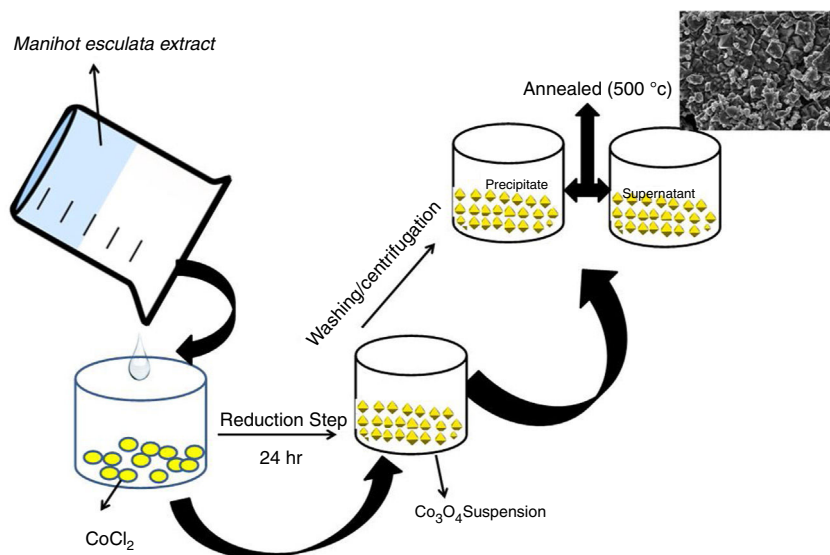 Manihot esculata extract
Annealed (500 °c)
Precipitate
Supernatant
Washing/centrifugation
Reduction Step
24 hr
Co₃O₄Suspension
CoCl₂